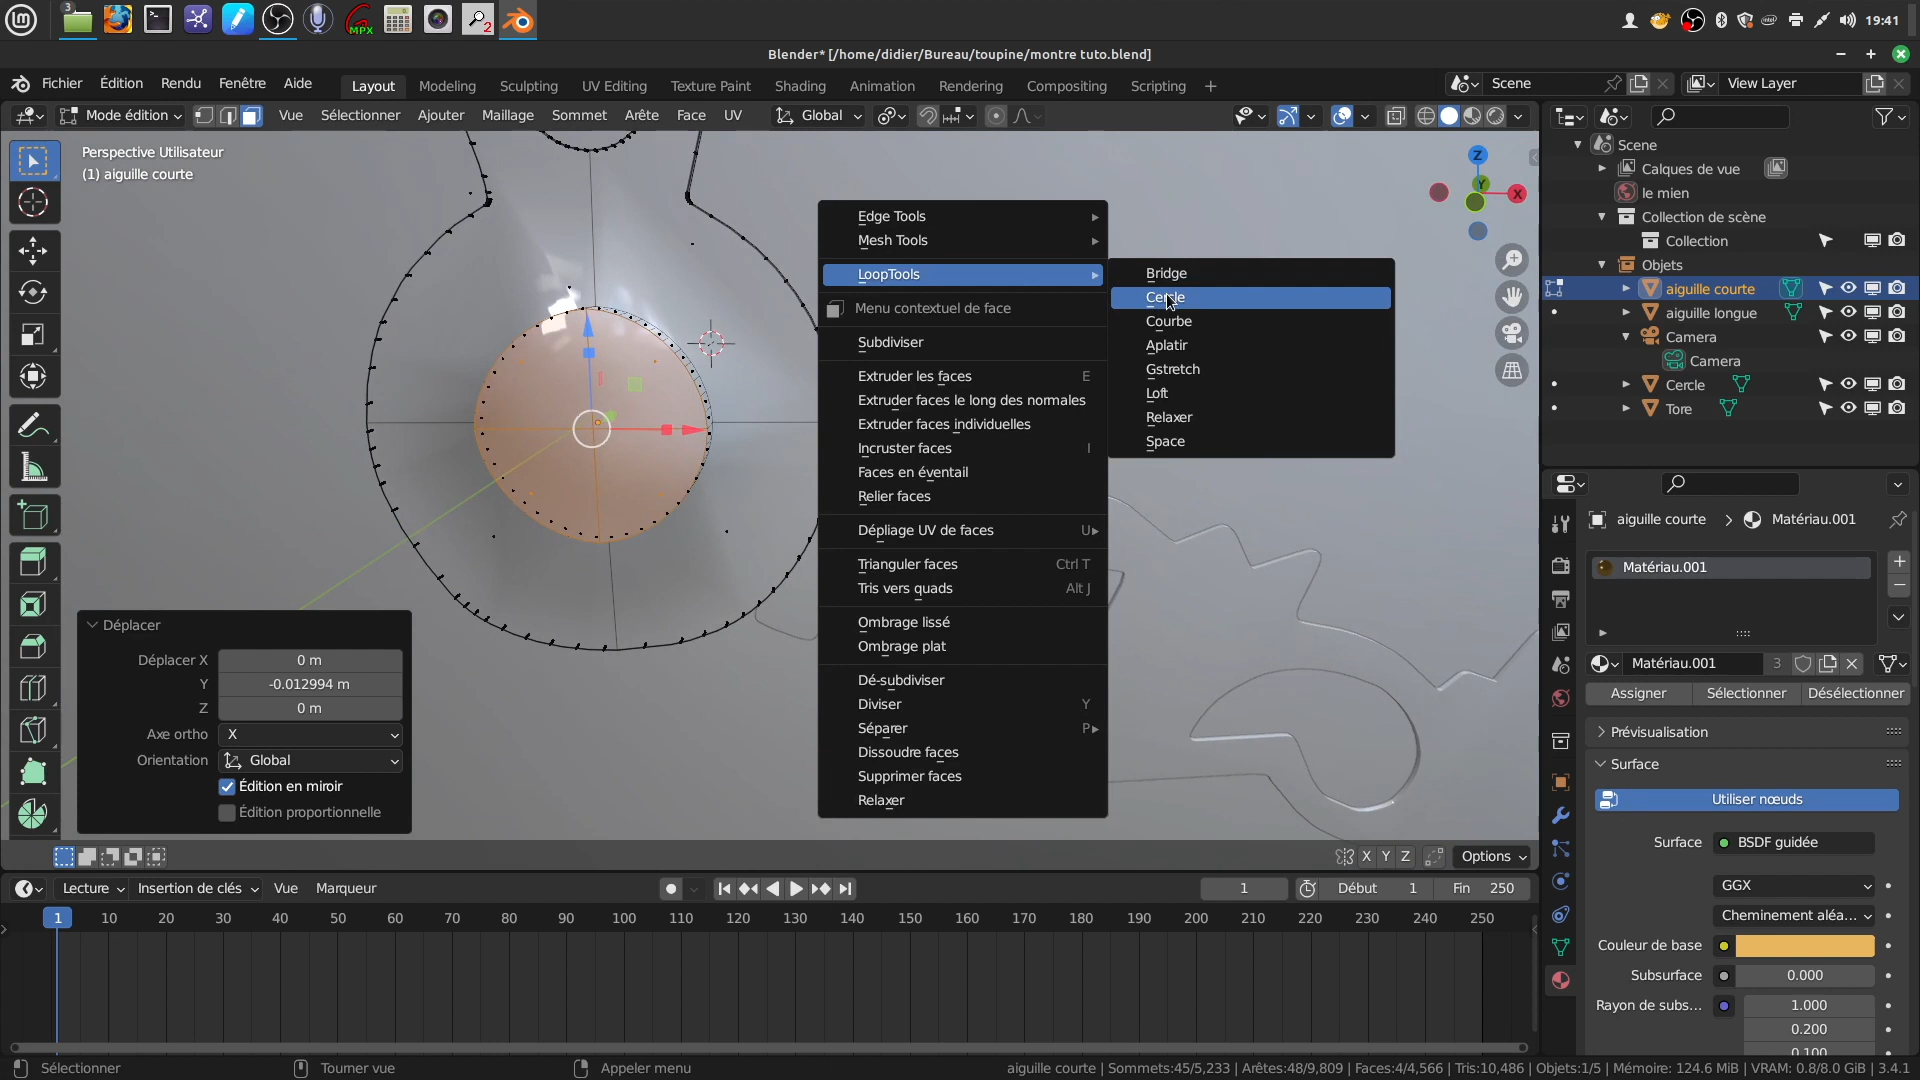 3
MPX
2
19:41
Blender* [/home/didier/Bureau/toupine/montre tuto.blend]
Fichier Édition Rendu Fenêtre Aide Layout Modeling Sculpting UV Editing Texture Paint Shading Animation Rendering Compositing Scripting + Scene View Layer
Mode édition Vue Sélectionner Ajouter Maillage Sommet Arête Face UV Global
Perspective Utilisateur
(1) aiguille courte
Z
Y
X
Edge Tools
Mesh Tools
LoopTools
Menu contextuel de face
Subdiviser
Extruder les faces E
Extruder faces le long des normales
Extruder faces individuelles
Incruster faces I
Faces en éventail
Relier faces
Dépliage UV de faces U
Trianguler faces Ctrl T
Tris vers quads Alt J
Ombrage lissé
Ombrage plat
Dé-subdiviser
Diviser Y
Séparer P
Dissoudre faces
Supprimer faces
Relaxer
Bridge
Cercle
Courbe
Aplatir
Gstretch
Loft
Relaxer
Space
Scene
Calques de vue
le mien
Collection de scène
Collection
Objets
aiguille courte
aiguille longue
Camera
Camera
Cercle
Tore
aiguille courte > Matériau.001
Matériau.001
Matériau.001 3
Assigner Sélectionner Désélectionner
Prévisualisation
Surface
Utiliser nœuds
Surface BSDF guidée
GGX
Cheminement aléa...
Couleur de base
Subsurface 0.000
Rayon de subs... 1.000
0.200
0.100
Déplacer
Déplacer X 0 m
Y -0.012994 m
Z 0 m
Axe ortho X
Orientation Global
Édition en miroir
Édition proportionnelle
X Y Z Options
Lecture Insertion de clés Vue Marqueur 1 Début 1 Fin 250
1 10 20 30 40 50 60 70 80 90 100 110 120 130 140 150 160 170 180 190 200 210 220 230 240 250
Sélectionner Tourner vue Appeler menu aiguille courte | Sommets:45/5,233 | Arêtes:48/9,809 | Faces:4/4,566 | Tris:10,486 | Objets:1/5 | Mémoire: 124.6 MiB | VRAM: 0.8/8.0 GiB | 3.4.1